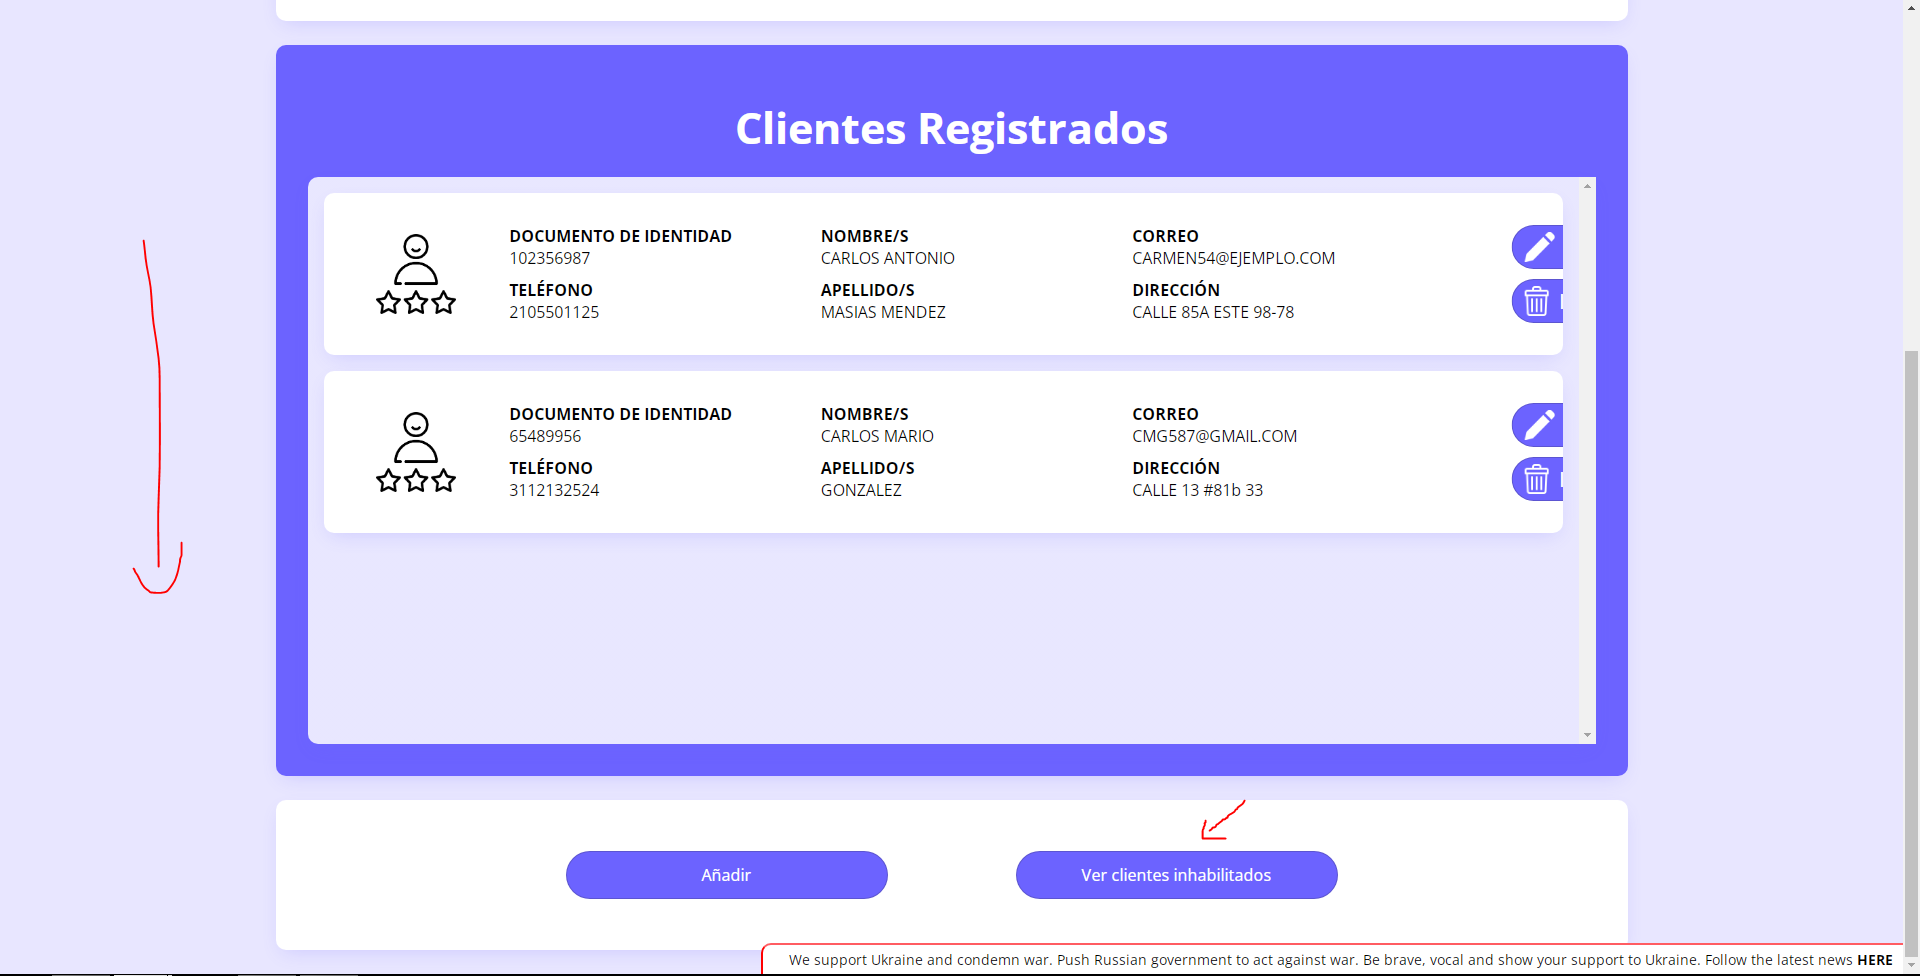 Clientes Registrados
DOCUMENTO DE IDENTIDAD NOMBRE/S CORREO
102356987 CARLOS ANTONIO CARMEN54@EJEMPLO.COM
TELÉFONO APELLIDO/S DIRECCIÓN
2105501125 MASIAS MENDEZ CALLE 85A ESTE 98-78
DOCUMENTO DE IDENTIDAD NOMBRE/S CORREO
65489956 CARLOS MARIO CMG587@GMAIL.COM
TELÉFONO APELLIDO/S DIRECCIÓN
3112132524 GONZALEZ CALLE 13 #81b 33
Añadir Ver clientes inhabilitados
We support Ukraine and condemn war. Push Russian government to act against war. Be brave, vocal and show your support to Ukraine. Follow the latest news HERE